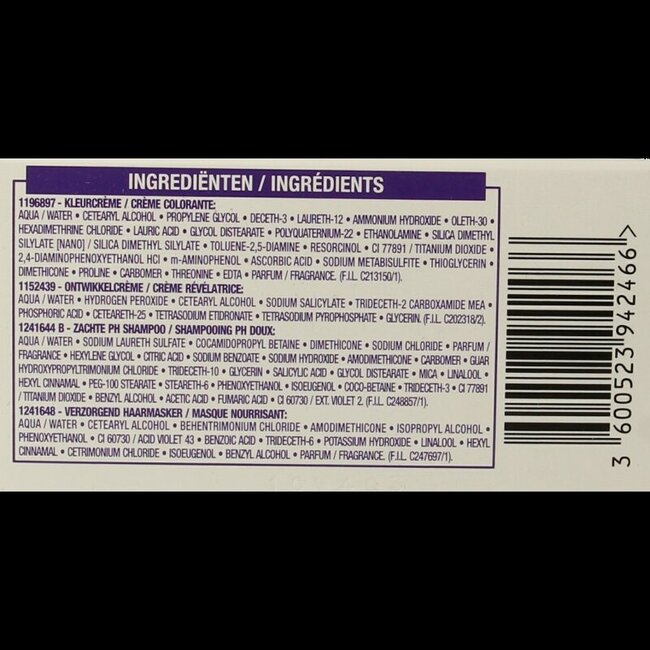 INGREDIËNTEN / INGRÉDIENTS
1196897 - KLEURCRÈME / CRÈME COLORANTE:
AQUA / WATER • CETEARYL ALCOHOL • PROPYLENE GLYCOL • DECETH-3 • LAURETH-12 • AMMONIUM HYDROXIDE • OLETH-30 •
HEXADIMETHRINE CHLORIDE • LAURIC ACID • GLYCOL DISTEARATE • POLYQUATERNIUM-22 • ETHANOLAMINE • SILICA DIMETHYL
SILYLATE [NANO] / SILICA DIMETHYL SILYLATE • TOLUENE-2,5-DIAMINE • RESORCINOL • CI 77891 / TITANIUM DIOXIDE •
2,4-DIAMINOPHENOXYETHANOL HCl • m-AMINOPHENOL • ASCORBIC ACID • SODIUM METABISULFITE • THIOGLYCERIN •
DIMETHICONE • PROLINE • CARBOMER • THREONINE • EDTA • PARFUM / FRAGRANCE. (F.I.L. C213150/1).
1152439 - ONTWIKKELCRÈME / CRÈME RÉVÉLATRICE:
AQUA / WATER • HYDROGEN PEROXIDE • CETEARYL ALCOHOL • SODIUM SALICYLATE • TRIDECETH-2 CARBOXAMIDE MEA •
PHOSPHORIC ACID • CETEARETH-25 • TETRASODIUM ETIDRONATE • TETRASODIUM PYROPHOSPHATE • GLYCERIN. (F.I.L. C202318/2).
1241644 B - ZACHTE PH SHAMPOO / SHAMPOOING PH DOUX:
AQUA / WATER • SODIUM LAURETH SULFATE • COCAMIDOPROPYL BETAINE • DIMETHICONE • SODIUM CHLORIDE • PARFUM /
FRAGRANCE • HEXYLENE GLYCOL • CITRIC ACID • SODIUM BENZOATE • SODIUM HYDROXIDE • AMODIMETHICONE • CARBOMER • GUAR
HYDROXYPROPYLTRIMONIUM CHLORIDE • TRIDECETH-10 • GLYCERIN • SALICYLIC ACID • GLYCOL DISTEARATE • MICA • LINALOOL •
HEXYL CINNAMAL • PEG-100 STEARATE • STEARETH-6 • PHENOXYETHANOL • ISOEUGENOL • COCO-BETAINE • TRIDECETH-3 • CI 77891
/ TITANIUM DIOXIDE • BENZYL ALCOHOL • ACETIC ACID • FUMARIC ACID • CI 60730 / EXT. VIOLET 2. (F.I.L. C248857/1).
1241648 - VERZORGEND HAARMASKER / MASQUE NOURRISANT:
AQUA / WATER • CETEARYL ALCOHOL • BEHENTRIMONIUM CHLORIDE • AMODIMETHICONE • ISOPROPYL ALCOHOL •
PHENOXYETHANOL • CI 60730 / ACID VIOLET 43 • BENZOIC ACID • TRIDECETH-6 • POTASSIUM HYDROXIDE • LINALOOL • HEXYL
CINNAMAL • CETRIMONIUM CHLORIDE • ISOEUGENOL • BENZYL ALCOHOL • PARFUM / FRAGRANCE. (F.I.L. C247697/1).
3 600523 942466 >